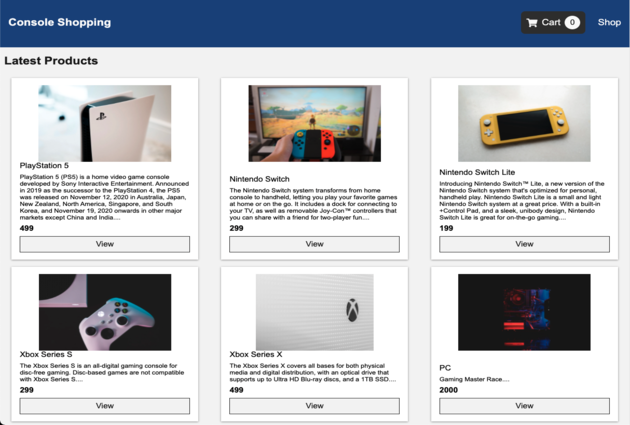 Console Shopping
Cart 0
Shop
Latest Products
PlayStation 5
PlayStation 5 (PS5) is a home video game console
developed by Sony Interactive Entertainment. Announced
in 2019 as the successor to the PlayStation 4, the PS5
was released on November 12, 2020 in Australia, Japan,
New Zealand, North America, Singapore, and South
Korea, and November 19, 2020 onwards in other major
markets except China and India....
499
View
Nintendo Switch
The Nintendo Switch system transforms from home
console to handheld, letting you play your favorite games
at home or on the go. It includes a dock for connecting to
your TV, as well as removable Joy-Con™ controllers that
you can share with a friend for two-player fun....
299
View
Nintendo Switch Lite
Introducing Nintendo Switch™ Lite, a new version of the
Nintendo Switch system that's optimized for personal,
handheld play. Nintendo Switch Lite is a small and light
Nintendo Switch system at a great price. With a built-in
+Control Pad, and a sleek, unibody design, Nintendo
Switch Lite is great for on-the-go gaming....
199
View
Xbox Series S
The Xbox Series S is an all-digital gaming console for
disc-free gaming. Disc-based games are not compatible
with Xbox Series S....
299
View
Xbox Series X
The Xbox Series X covers all bases for both physical
media and digital distribution, with an optical drive that
supports up to Ultra HD Blu-ray discs, and a 1TB SSD....
499
View
PC
Gaming Master Race....
2000
View